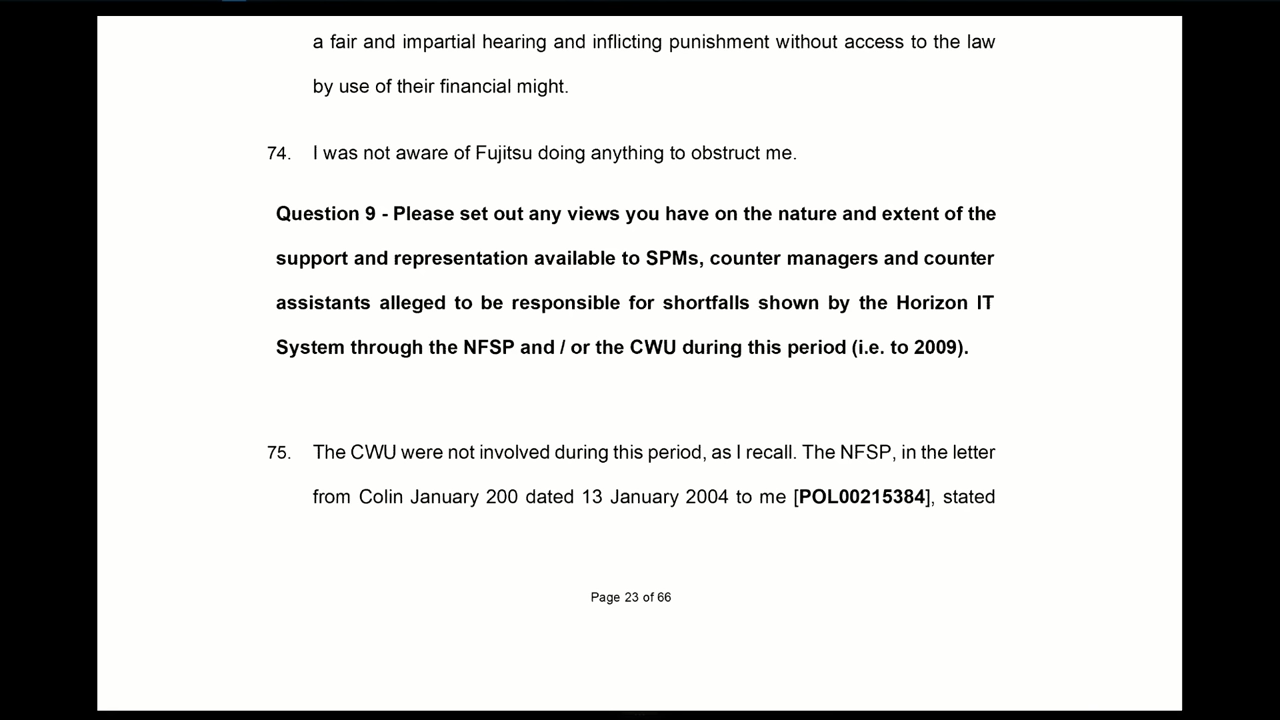 a fair and impartial hearing and inflicting punishment without access to the law
by use of their financial might.
74. I was not aware of Fujitsu doing anything to obstruct me.
Question 9 - Please set out any views you have on the nature and extent of the
support and representation available to SPMs, counter managers and counter
assistants alleged to be responsible for shortfalls shown by the Horizon IT
System through the NFSP and / or the CWU during this period (i.e. to 2009).
75. The CWU were not involved during this period, as I recall. The NFSP, in the letter
from Colin January 200 dated 13 January 2004 to me [POL00215384], stated
Page 23 of 66